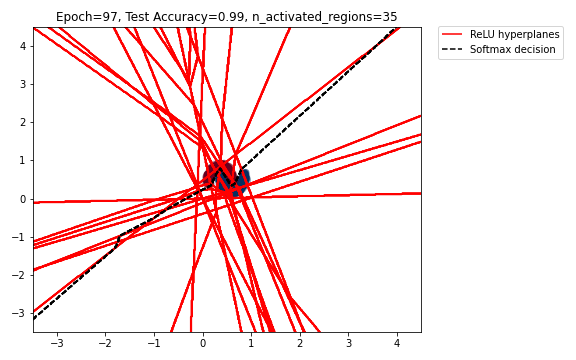 Epoch=97, Test Accuracy=0.99, n_activated_regions=35
ReLU hyperplanes
Softmax decision
4
3
2
1
0
−1
−2
−3
−3 −2 −1 0 1 2 3 4